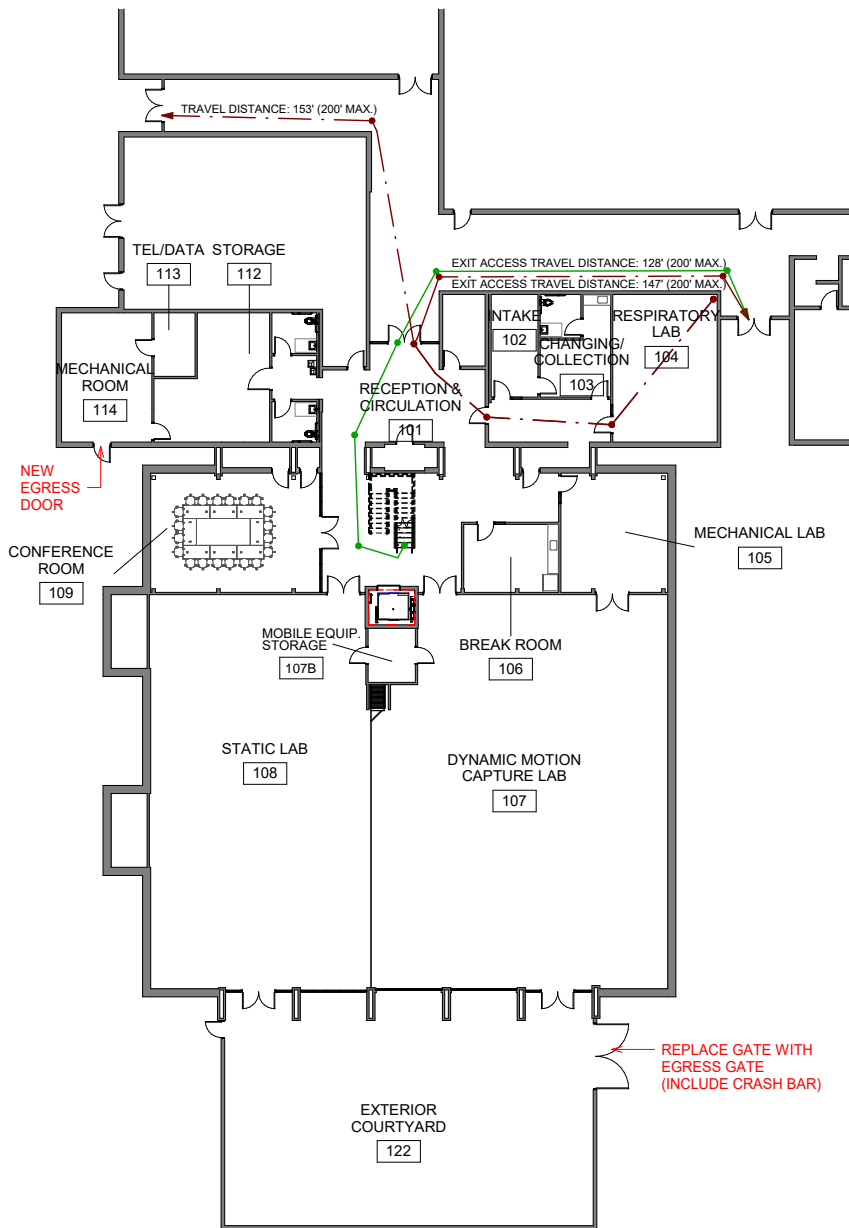 TRAVEL DISTANCE: 153' (200' MAX.)
EXIT ACCESS TRAVEL DISTANCE: 128' (200' MAX.)
EXIT ACCESS TRAVEL DISTANCE: 147' (200' MAX.)
TEL/DATA
113
STORAGE
112
INTAKE
102
RESPIRATORY
LAB
104
CHANGING/
COLLECTION
103
MECHANICAL
ROOM
114
RECEPTION &
CIRCULATION
101
NEW
EGRESS
DOOR
CONFERENCE
ROOM
109
MECHANICAL LAB
105
MOBILE EQUIP.
STORAGE
107B
BREAK ROOM
106
STATIC LAB
108
DYNAMIC MOTION
CAPTURE LAB
107
REPLACE GATE WITH
EGRESS GATE
(INCLUDE CRASH BAR)
EXTERIOR
COURTYARD
122